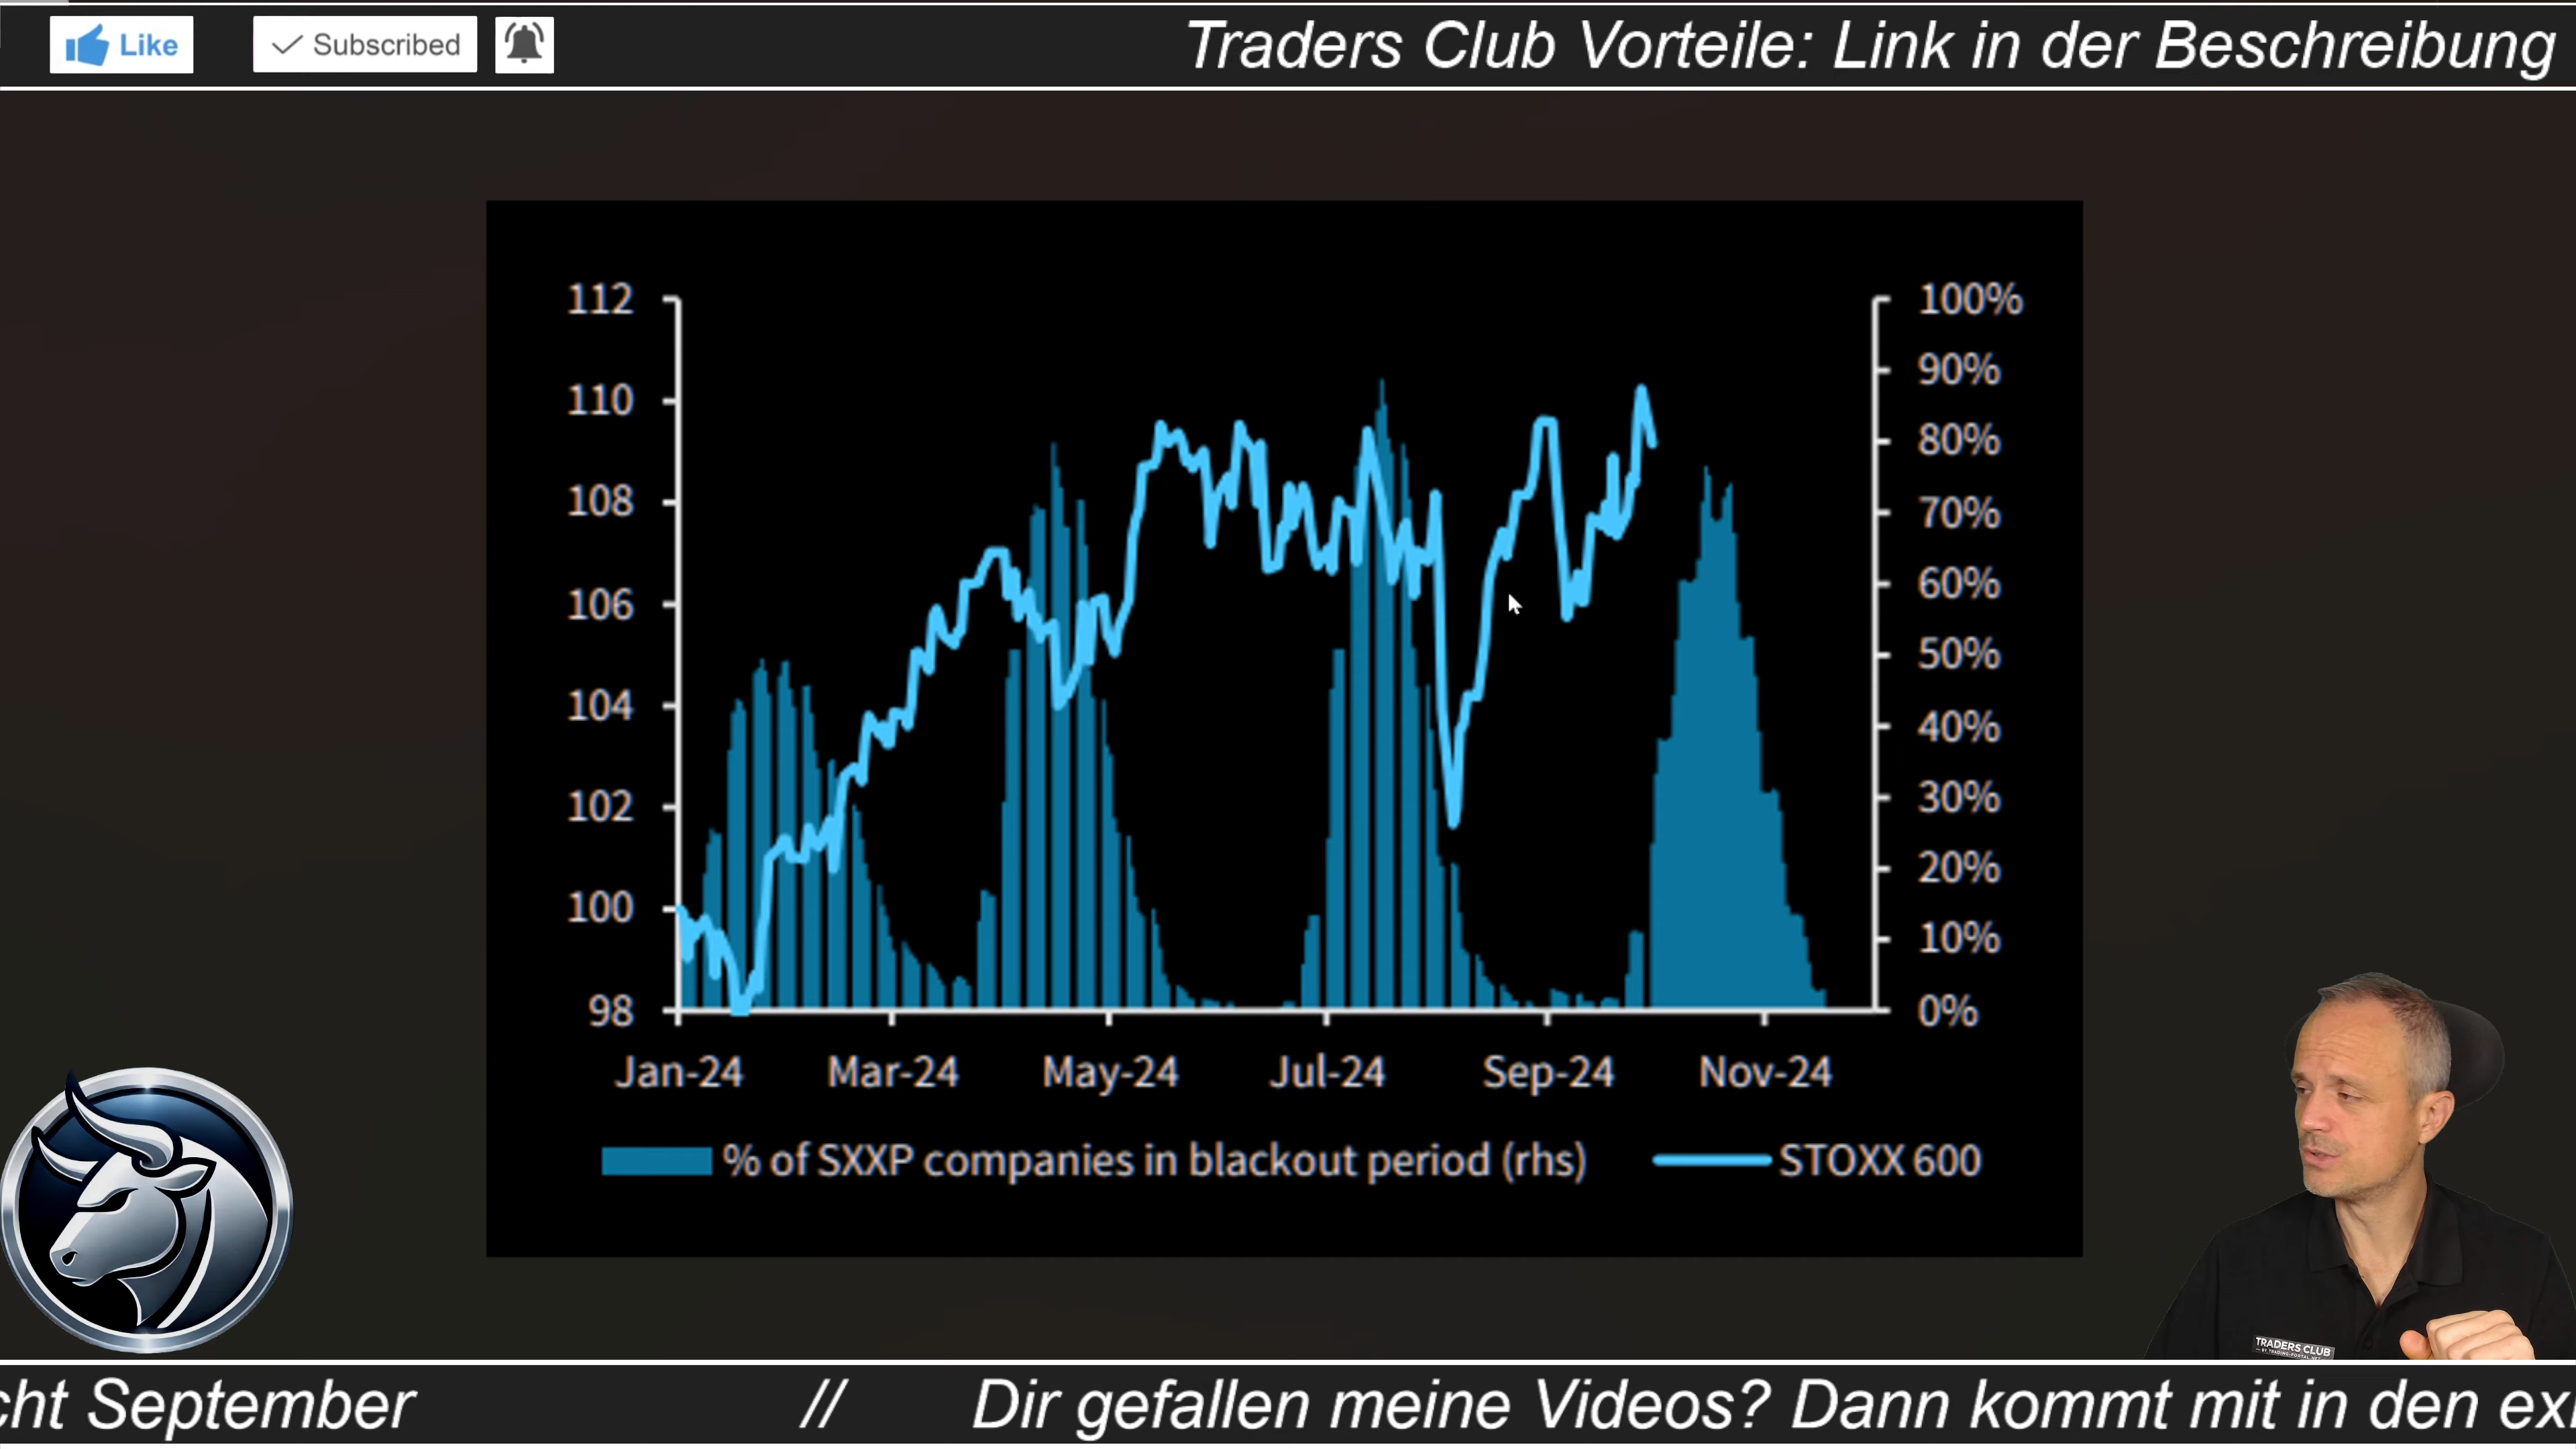 Like
Subscribed
Traders Club Vorteile: Link in der Beschreibung
112
110
108
106
104
102
100
98
100%
90%
80%
70%
60%
50%
40%
30%
20%
10%
0%
Jan-24 Mar-24 May-24 Jul-24 Sep-24 Nov-24
% of SXXP companies in blackout period (rhs) STOXX 600
TRADERS CLUB
cht September // Dir gefallen meine Videos? Dann kommt mit in den